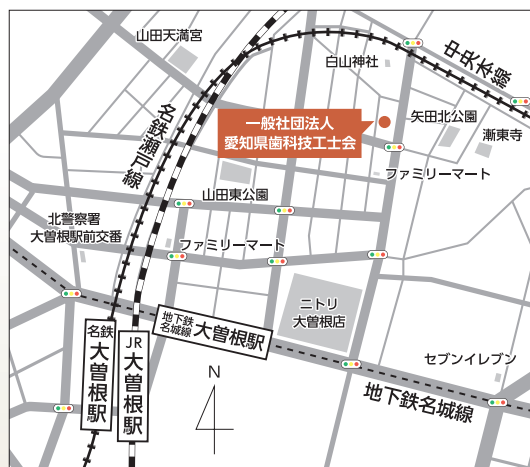 山田天満宮
白山神社
中央本線
名鉄瀬戸線
一般社団法人
愛知県歯科技工士会
矢田北公園
漸東寺
ファミリーマート
山田東公園
北警察署
大曽根駅前交番
ファミリーマート
ニトリ
大曽根店
地下鉄
名城線
大曽根駅
名鉄
大曽根駅
JR
大曽根駅
N
セブンイレブン
地下鉄名城線